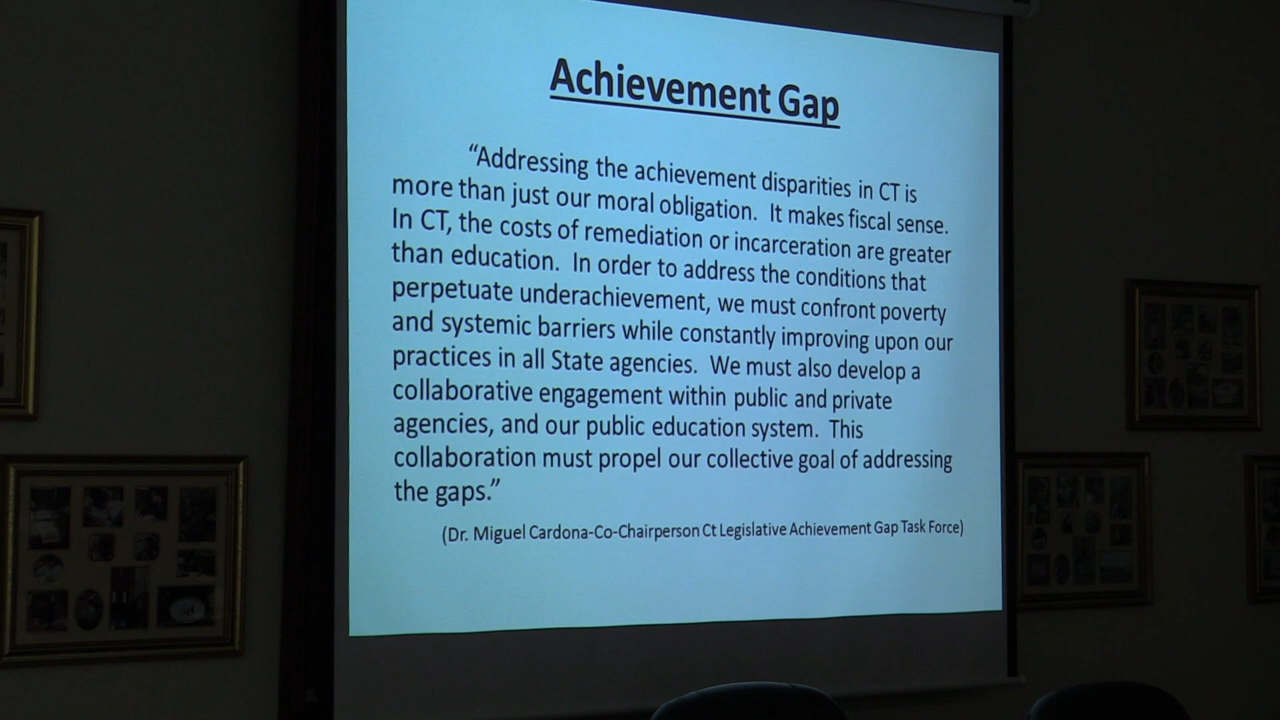 Achievement Gap
“Addressing the achievement disparities in CT is
more than just our moral obligation.  It makes fiscal sense.
In CT, the costs of remediation or incarceration are greater
than education.  In order to address the conditions that
perpetuate underachievement, we must confront poverty
and systemic barriers while constantly improving upon our
practices in all State agencies.  We must also develop a
collaborative engagement within public and private
agencies, and our public education system.  This
collaboration must propel our collective goal of addressing
the gaps.”
(Dr. Miguel Cardona-Co-Chairperson Ct Legislative Achievement Gap Task Force)